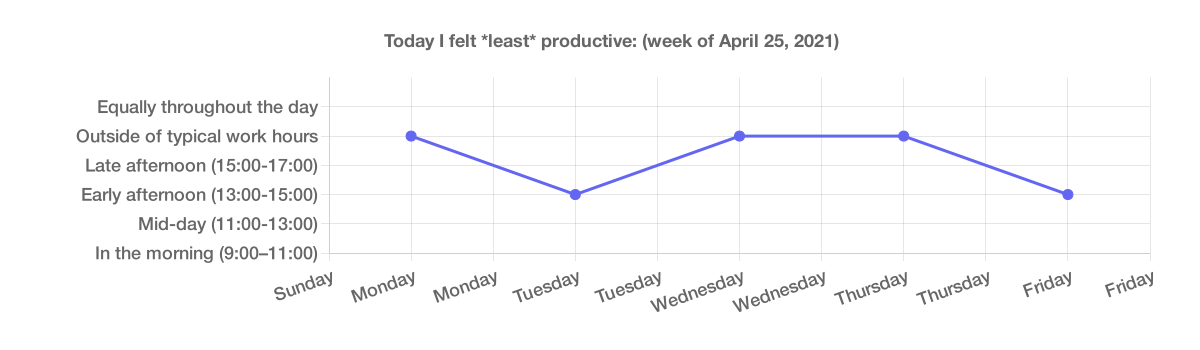 Today I felt *least* productive: (week of April 25, 2021)
Equally throughout the day
Outside of typical work hours
Late afternoon (15:00-17:00)
Early afternoon (13:00-15:00)
Mid-day (11:00-13:00)
In the morning (9:00–11:00)
Sunday Monday Monday Tuesday Tuesday Wednesday Wednesday Thursday Thursday Friday Friday